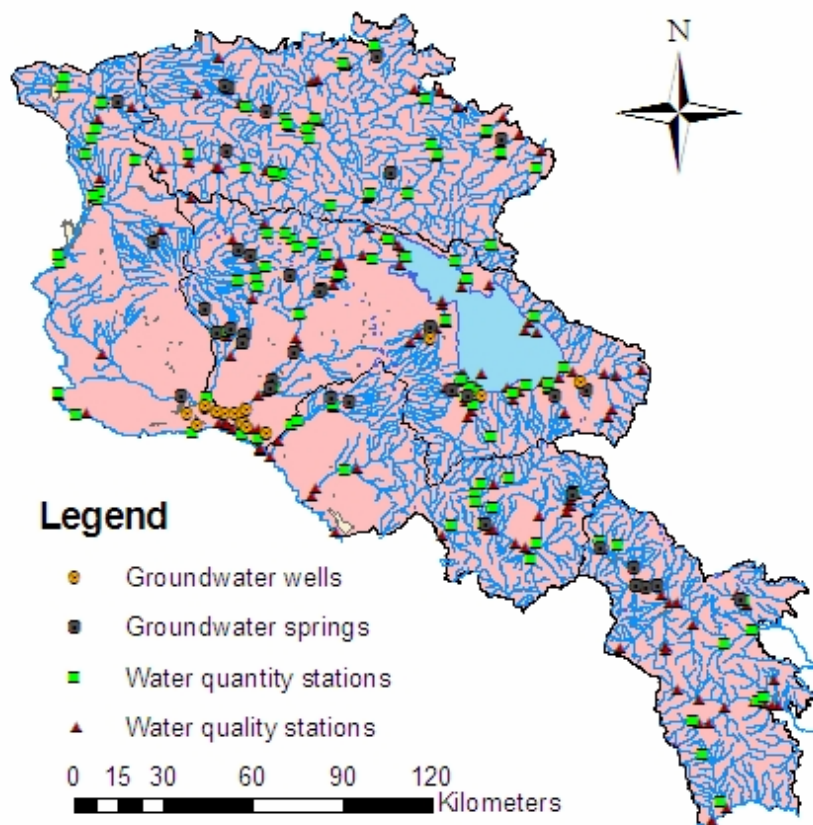 N
Legend
Groundwater wells
Groundwater springs
Water quantity stations
Water quality stations
0 15 30 60 90 120
Kilometers